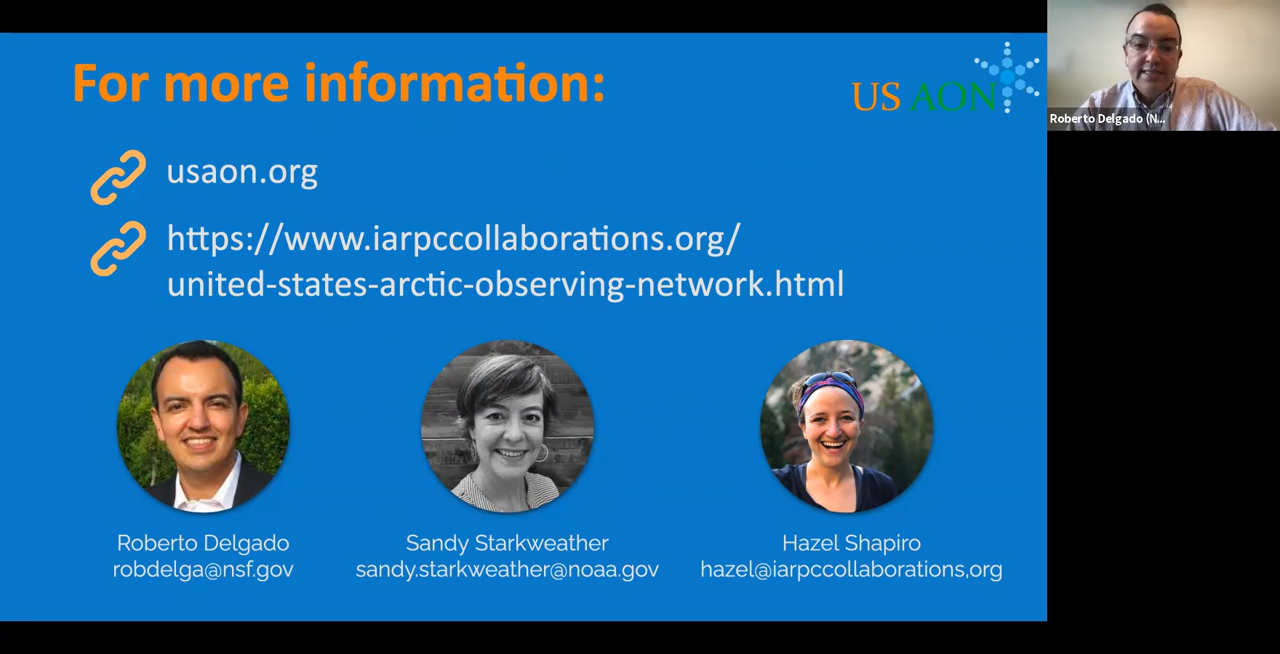 For more information:
US AON
Roberto Delgado (N...
usaon.org
https://www.iarpccollaborations.org/
united-states-arctic-observing-network.html
Roberto Delgado
robdelga@nsf.gov
Sandy Starkweather
sandy.starkweather@noaa.gov
Hazel Shapiro
hazel@iarpccollaborations,org